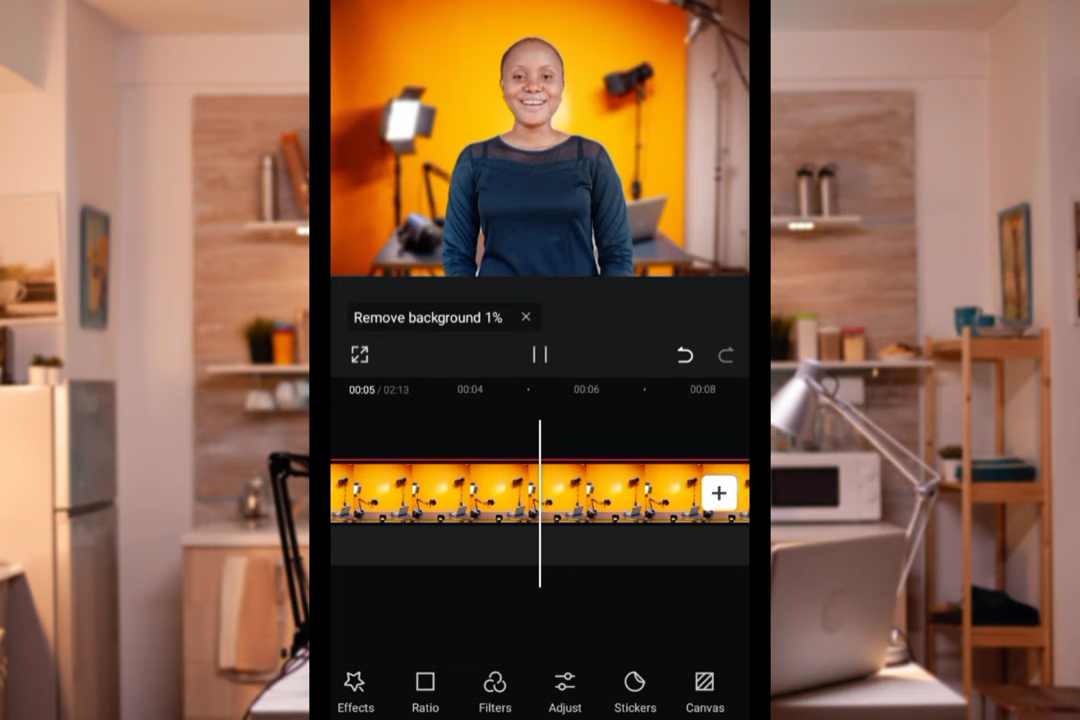 Remove background 1%
00:05 / 02:13 00:04 00:06 00:08
Effects Ratio Filters Adjust Stickers Canvas